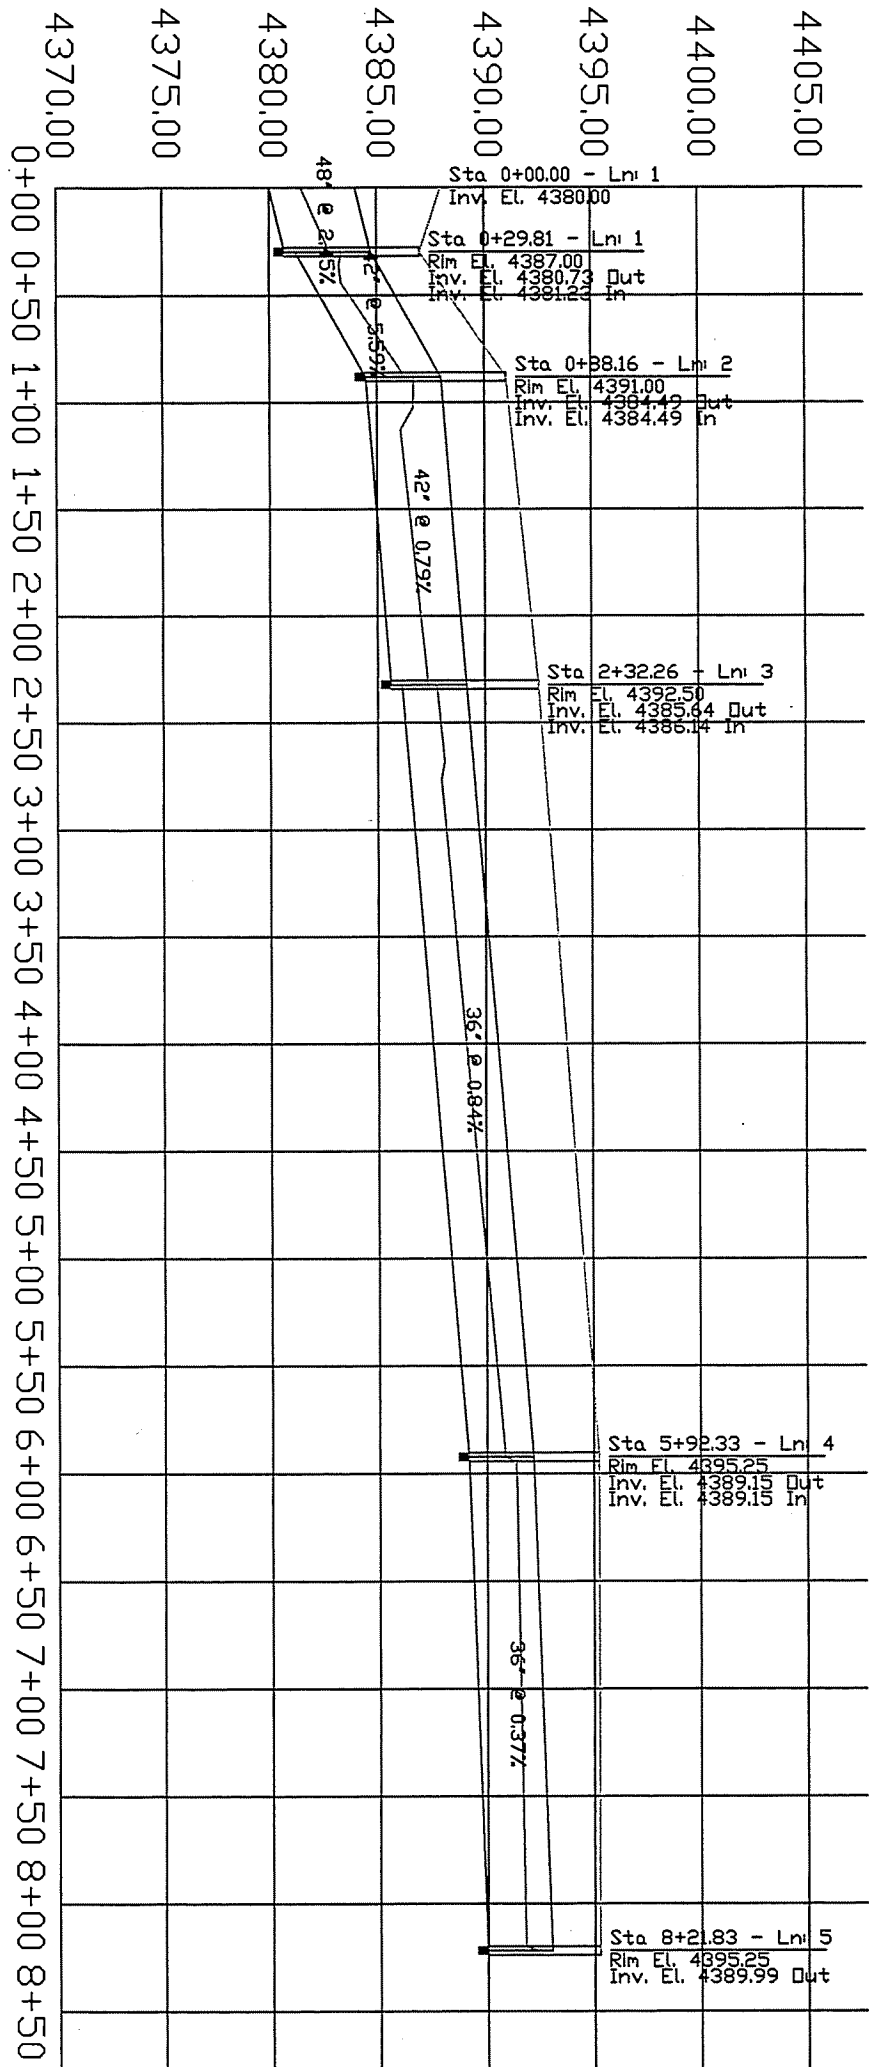 4370.00
4375.00
4380.00
4385.00
4390.00
4395.00
4400.00
4405.00
Sta 0+00.00 - Ln: 1
Inv. El. 4380.00
Sta 0+29.81 - Ln: 1
Rim El. 4387.00
Inv. El. 4380.73 Out
Inv. El. 4381.23 In
Sta 0+88.16 - Ln: 2
Rim El. 4391.00
Inv. El. 4384.49 Out
Inv. El. 4384.49 In
Sta 2+32.26 - Ln: 3
Rim El. 4392.50
Inv. El. 4385.64 Out
Inv. El. 4386.14 In
Sta 5+92.33 - Ln: 4
Rim El. 4395.25
Inv. El. 4389.15 Out
Inv. El. 4389.15 In
Sta 8+21.83 - Ln: 5
Rim El. 4395.25
Inv. El. 4389.99 Out
48" @ 2.45%
42" @ 5.59%
42" @ 0.79%
36" @ 0.84%
36" @ 0.37%
0+00 0+50 1+00 1+50 2+00 2+50 3+00 3+50 4+00 4+50 5+00 5+50 6+00 6+50 7+00 7+50 8+00 8+50